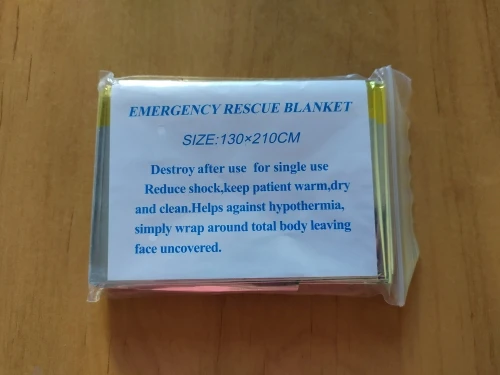 EMERGENCY RESCUE BLANKET
SIZE:130×210CM
Destroy after use for single use
Reduce shock,keep patient warm,dry
and clean.Helps against hypothermia,
simply wrap around total body leaving
face uncovered.